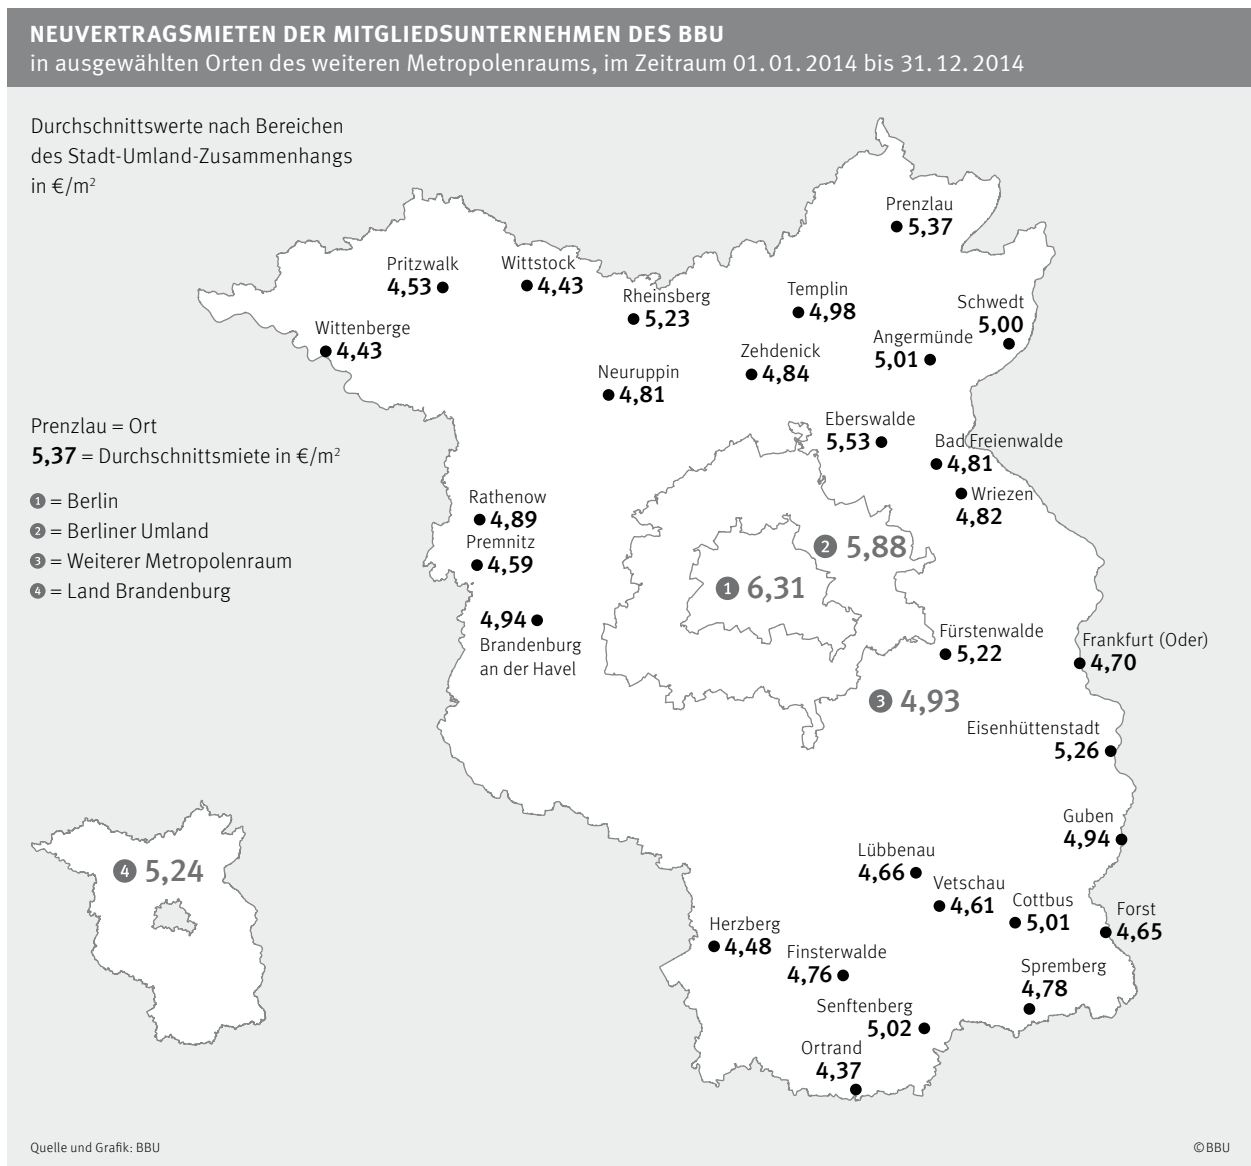 NEUVERTRAGSMIETEN DER MITGLIEDSUNTERNEHMEN DES BBU
in ausgewählten Orten des weiteren Metropolenraums, im Zeitraum 01.01.2014 bis 31.12.2014
Durchschnittswerte nach Bereichen
des Stadt-Umland-Zusammenhangs
in €/m²
Prenzlau
5,37
Pritzwalk
4,53
Wittstock
4,43
Rheinsberg
5,23
Templin
4,98
Schwedt
5,00
Wittenberge
4,43
Angermünde
5,01
Zehdenick
4,84
Neuruppin
4,81
Prenzlau = Ort
5,37 = Durchschnittsmiete in €/m²
1 = Berlin
2 = Berliner Umland
3 = Weiterer Metropolenraum
4 = Land Brandenburg
Eberswalde
5,53
Bad Freienwalde
4,81
Wriezen
4,82
Rathenow
4,89
Premnitz
4,59
2 5,88
1 6,31
4,94
Brandenburg
an der Havel
Fürstenwalde
5,22
Frankfurt (Oder)
4,70
3 4,93
Eisenhüttenstadt
5,26
Guben
4,94
4 5,24
Lübbenau
4,66
Vetschau
4,61
Cottbus
5,01
Forst
4,65
Herzberg
4,48
Finsterwalde
4,76
Spremberg
4,78
Senftenberg
5,02
Ortrand
4,37
Quelle und Grafik: BBU
©BBU